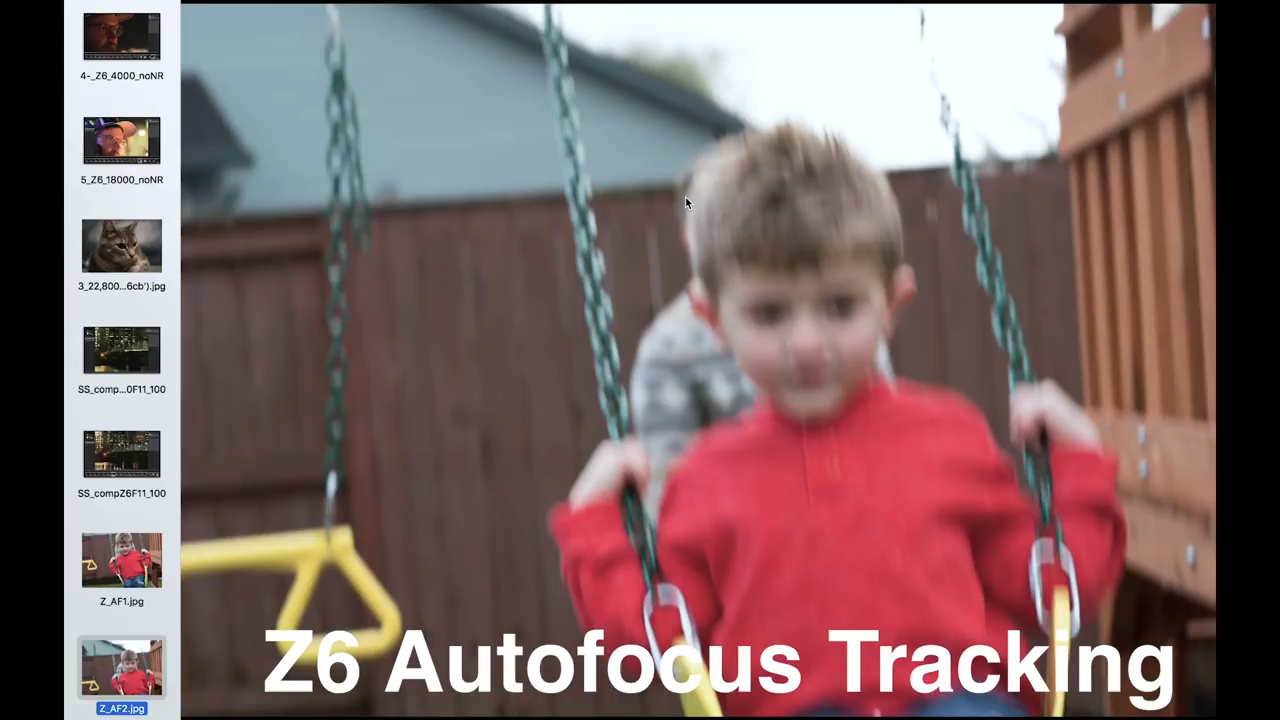 4-_Z6_4000_noNR
5_Z6_18000_noNR
3_22,800...6cb').jpg
SS_comp...0F11_100
SS_compZ6F11_100
Z_AF1.jpg
Z_AF2.jpg
Z6 Autofocus Tracking